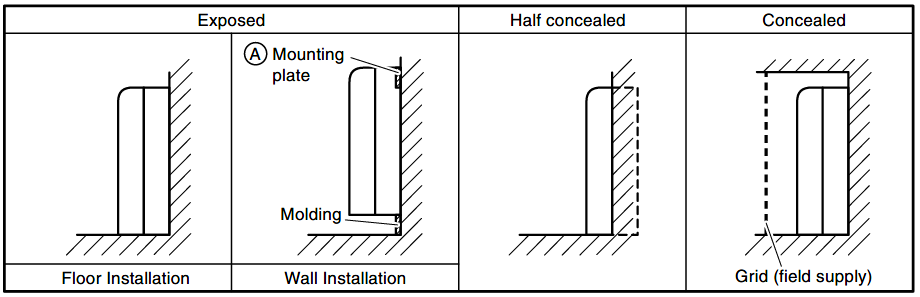 Exposed
Half concealed
Concealed
A Mounting
plate
Molding
Floor Installation
Wall Installation
Grid (field supply)